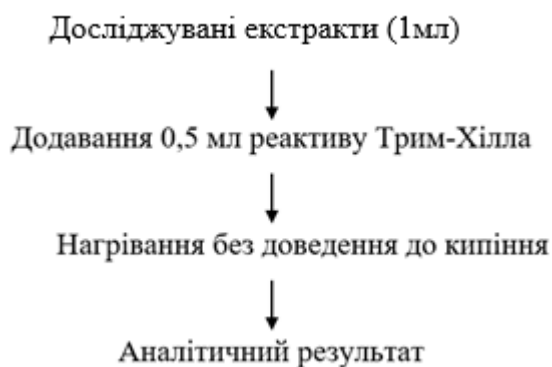 Досліджувані екстракти (1мл)
Додавання 0,5 мл реактиву Трим-Хілла
Нагрівання без доведення до кипіння
Аналітичний результат